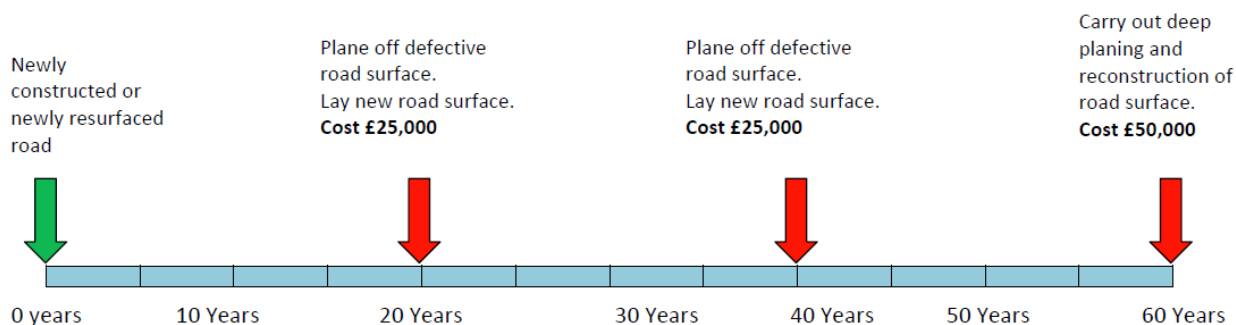 Newly
constructed or
newly resurfaced
road
Plane off defective
road surface.
Lay new road surface.
Cost £25,000
Plane off defective
road surface.
Lay new road surface.
Cost £25,000
Carry out deep
planing and
reconstruction of
road surface.
Cost £50,000
0 years
10 Years
20 Years
30 Years
40 Years
50 Years
60 Years